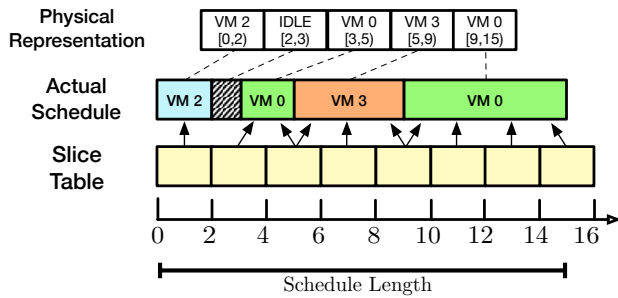 Physical Representation
VM 2 [0,2) IDLE [2,3) VM 0 [3,5) VM 3 [5,9) VM 0 [9,15)
Actual Schedule
VM 2 VM 0 VM 3 VM 0
Slice Table
0 2 4 6 8 10 12 14 16
Schedule Length